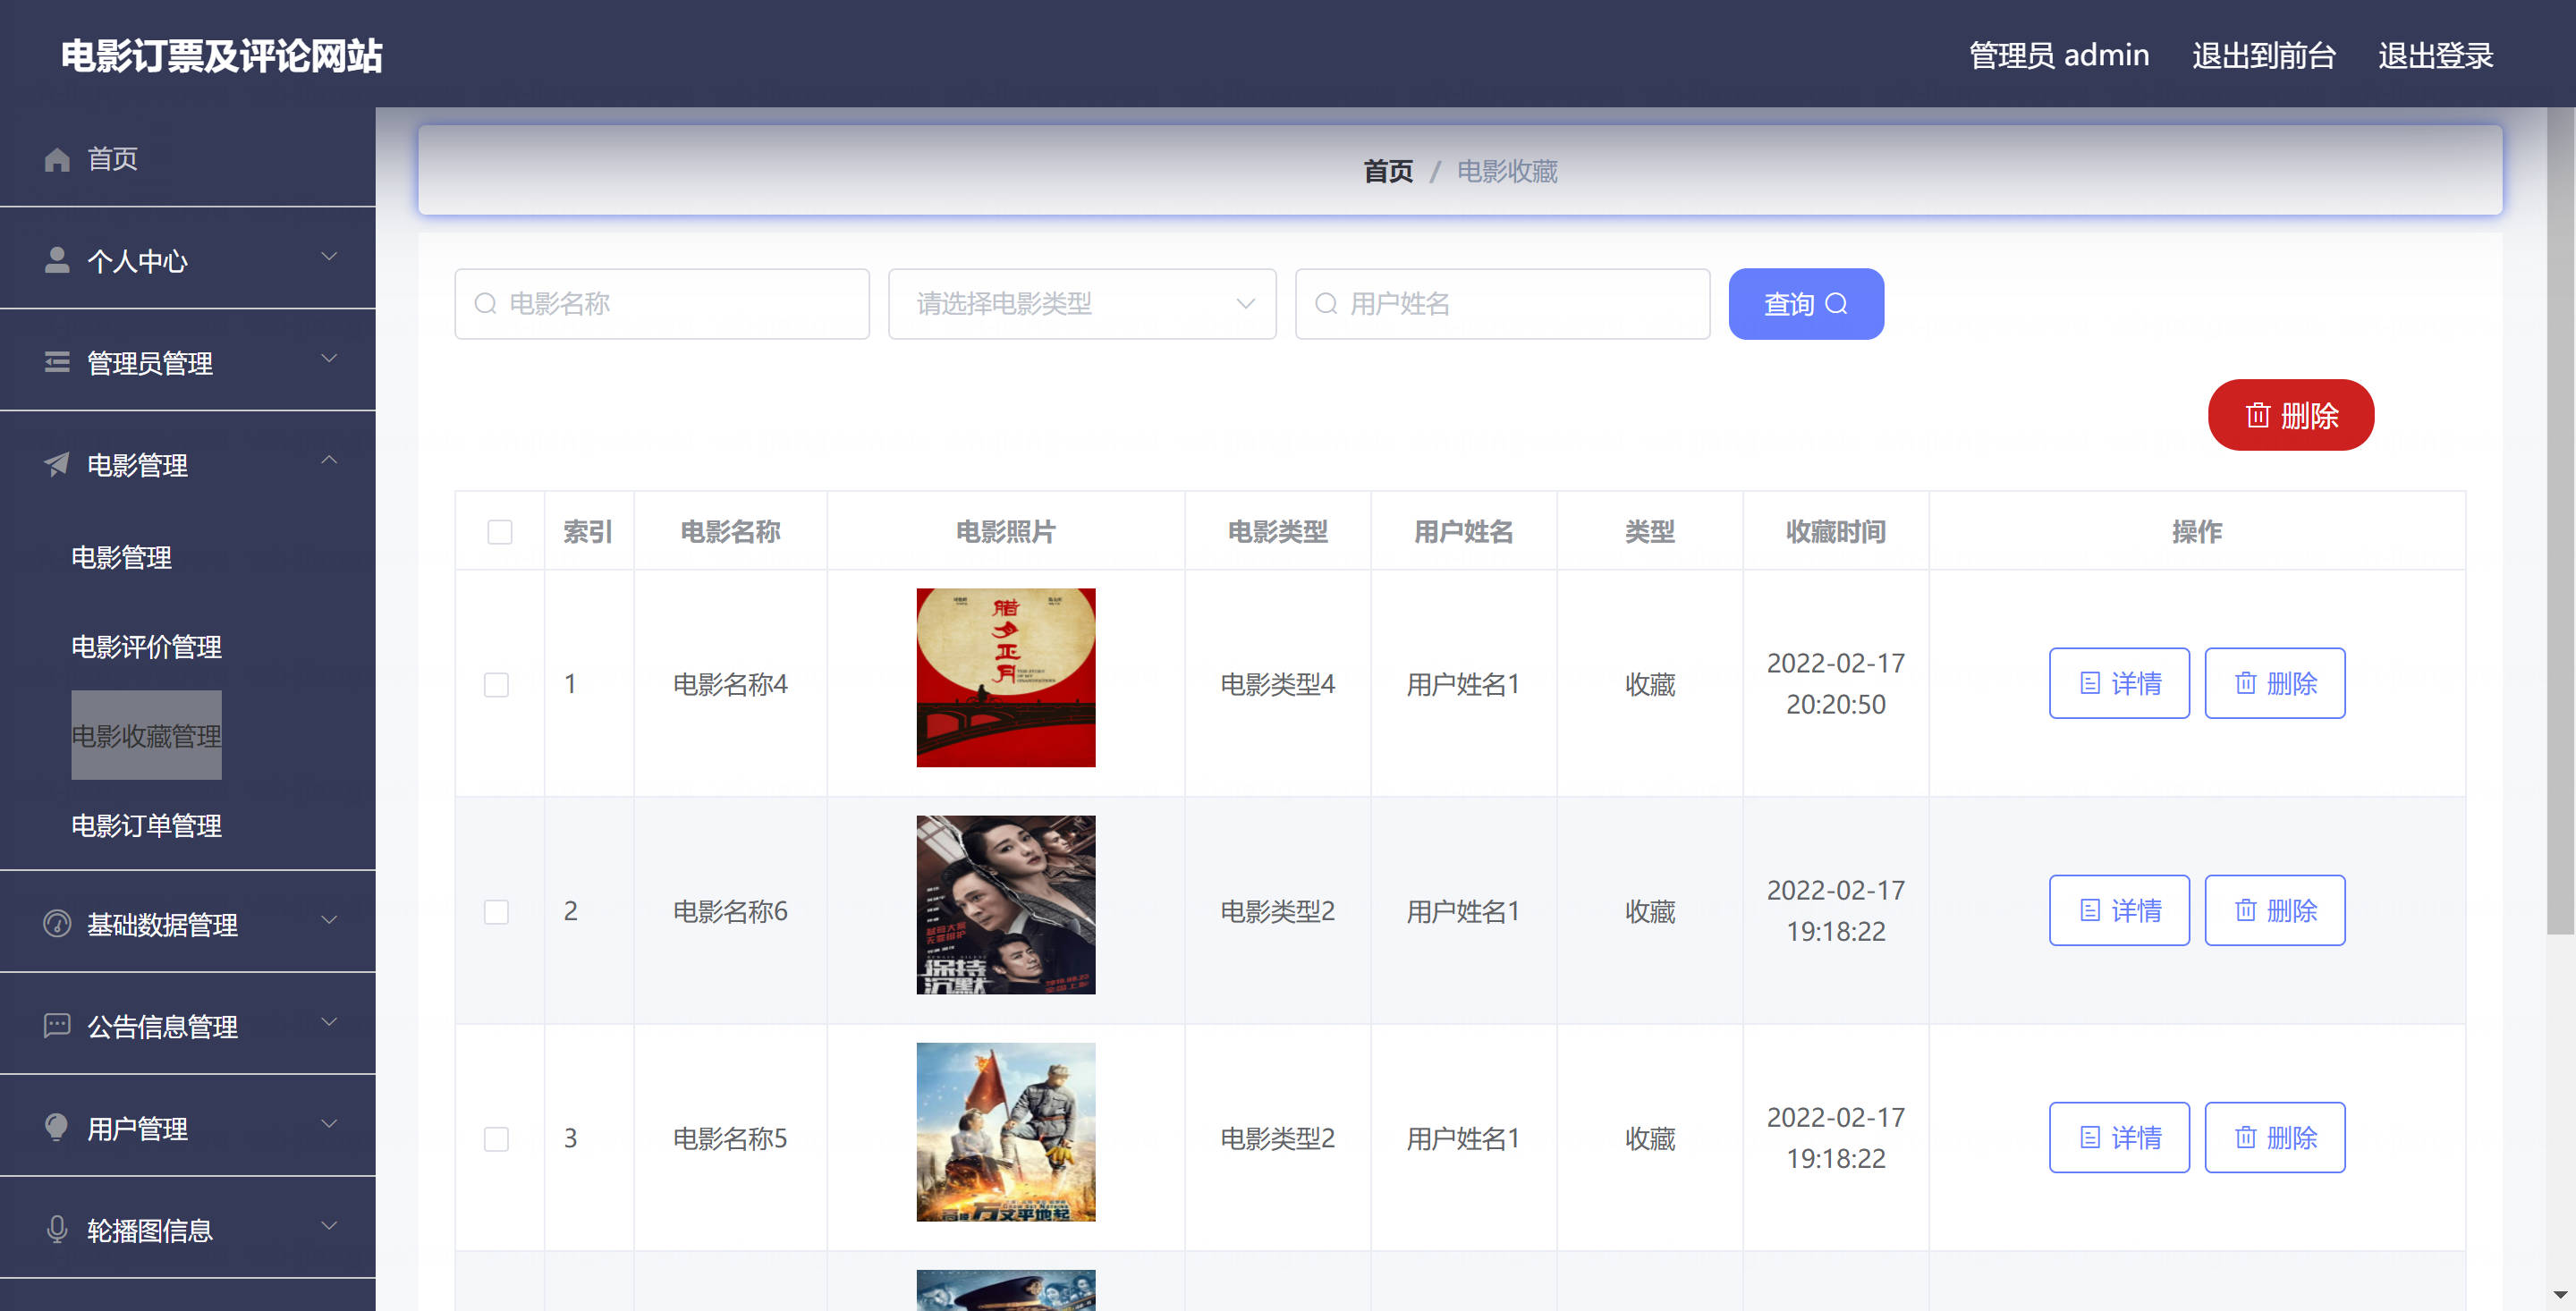 电影订票及评论网站
管理员 admin
退出到前台
退出登录
首页
个人中心
管理员管理
电影管理
电影管理
电影评价管理
电影收藏管理
电影订单管理
基础数据管理
公告信息管理
用户管理
轮播图信息
首页 / 电影收藏
电影名称
请选择电影类型
用户姓名
查询
删除
索引 电影名称 电影照片 电影类型 用户姓名 类型 收藏时间 操作
腊夕正月
1 电影名称4 电影类型4 用户姓名1 收藏 2022-02-17 20:20:50 详情 删除
保持沉默
2 电影名称6 电影类型2 用户姓名1 收藏 2022-02-17 19:18:22 详情 删除
3 电影名称5 电影类型2 用户姓名1 收藏 2022-02-17 19:18:22 详情 删除
万丈平地起